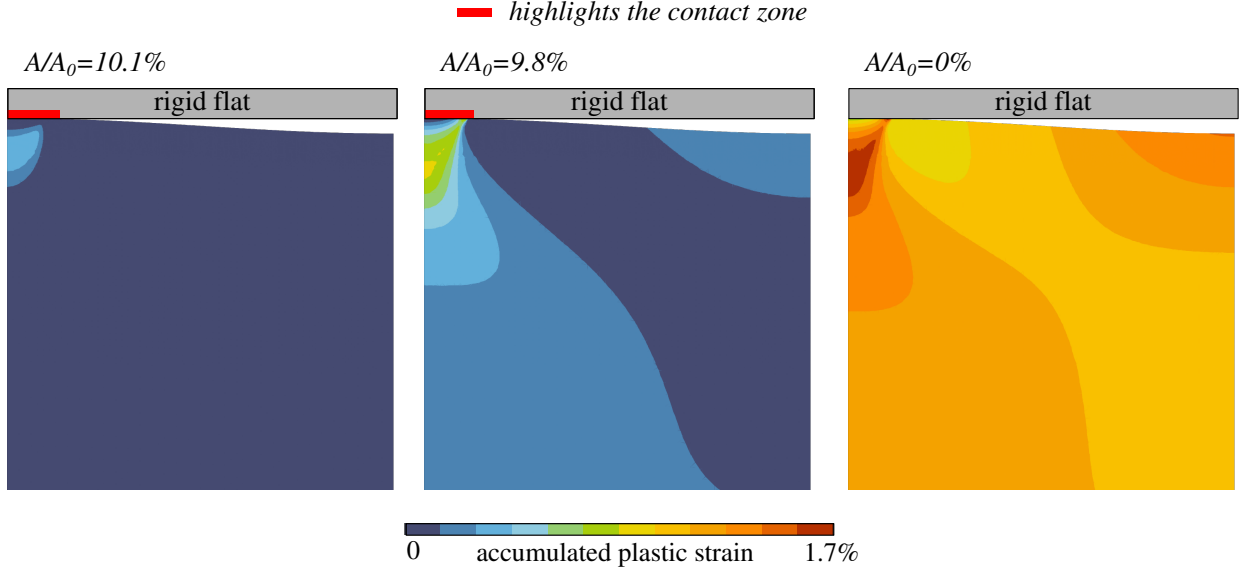 highlights the contact zone
A/A₀=10.1%
A/A₀=9.8%
A/A₀=0%
rigid flat
rigid flat
rigid flat
0
accumulated plastic strain
1.7%